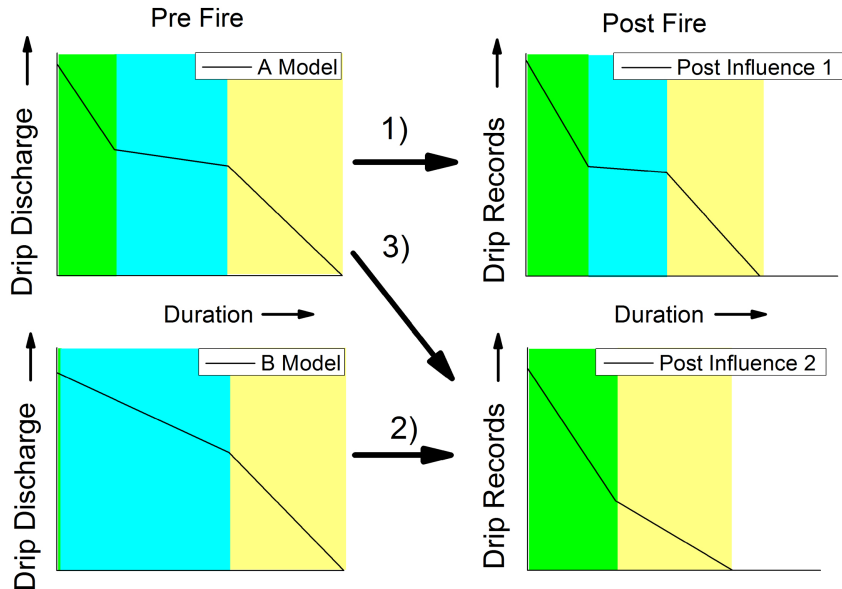 Pre Fire
Post Fire
Drip Discharge
A Model
1)
Drip Records
Post Influence 1
3)
Duration
Duration
Drip Discharge
B Model
2)
Drip Records
Post Influence 2